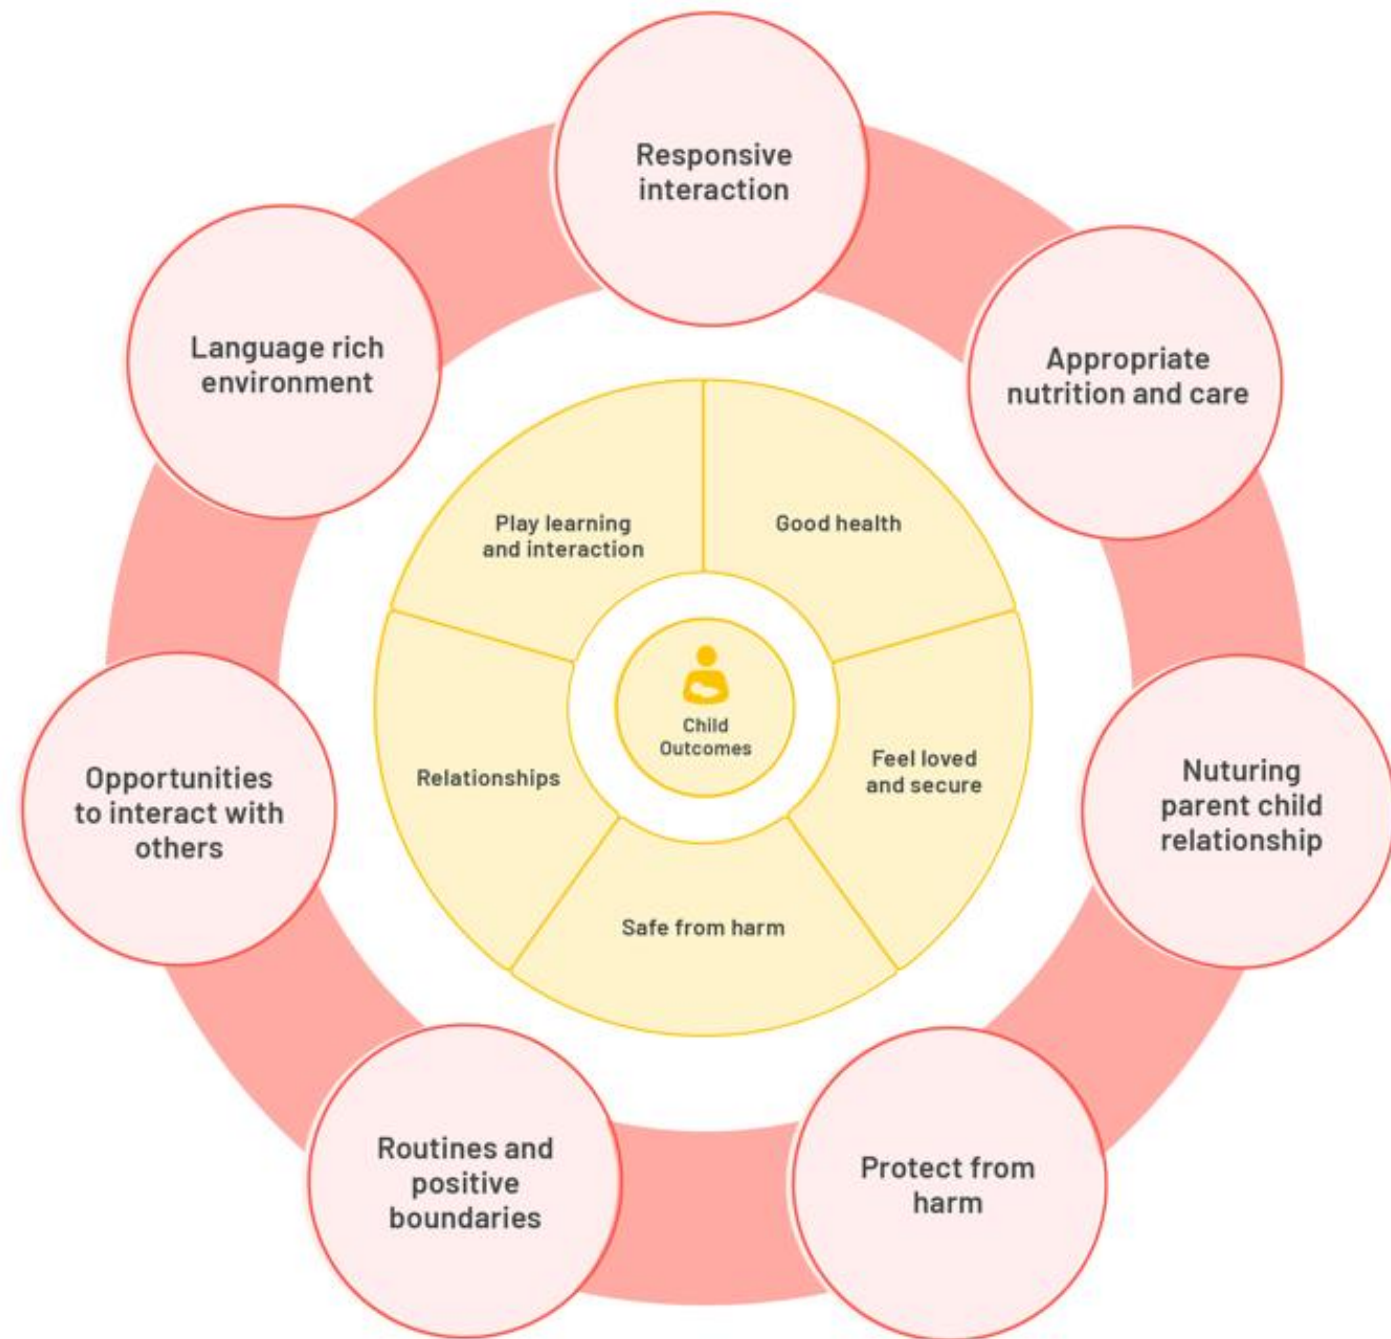 Responsive
interaction
Appropriate
nutrition and care
Nuturing
parent child
relationship
Protect from
harm
Routines and
positive
boundaries
Opportunities
to interact with
others
Language rich
environment
Play learning
and interaction
Good health
Feel loved
and secure
Safe from harm
Relationships
Child
Outcomes